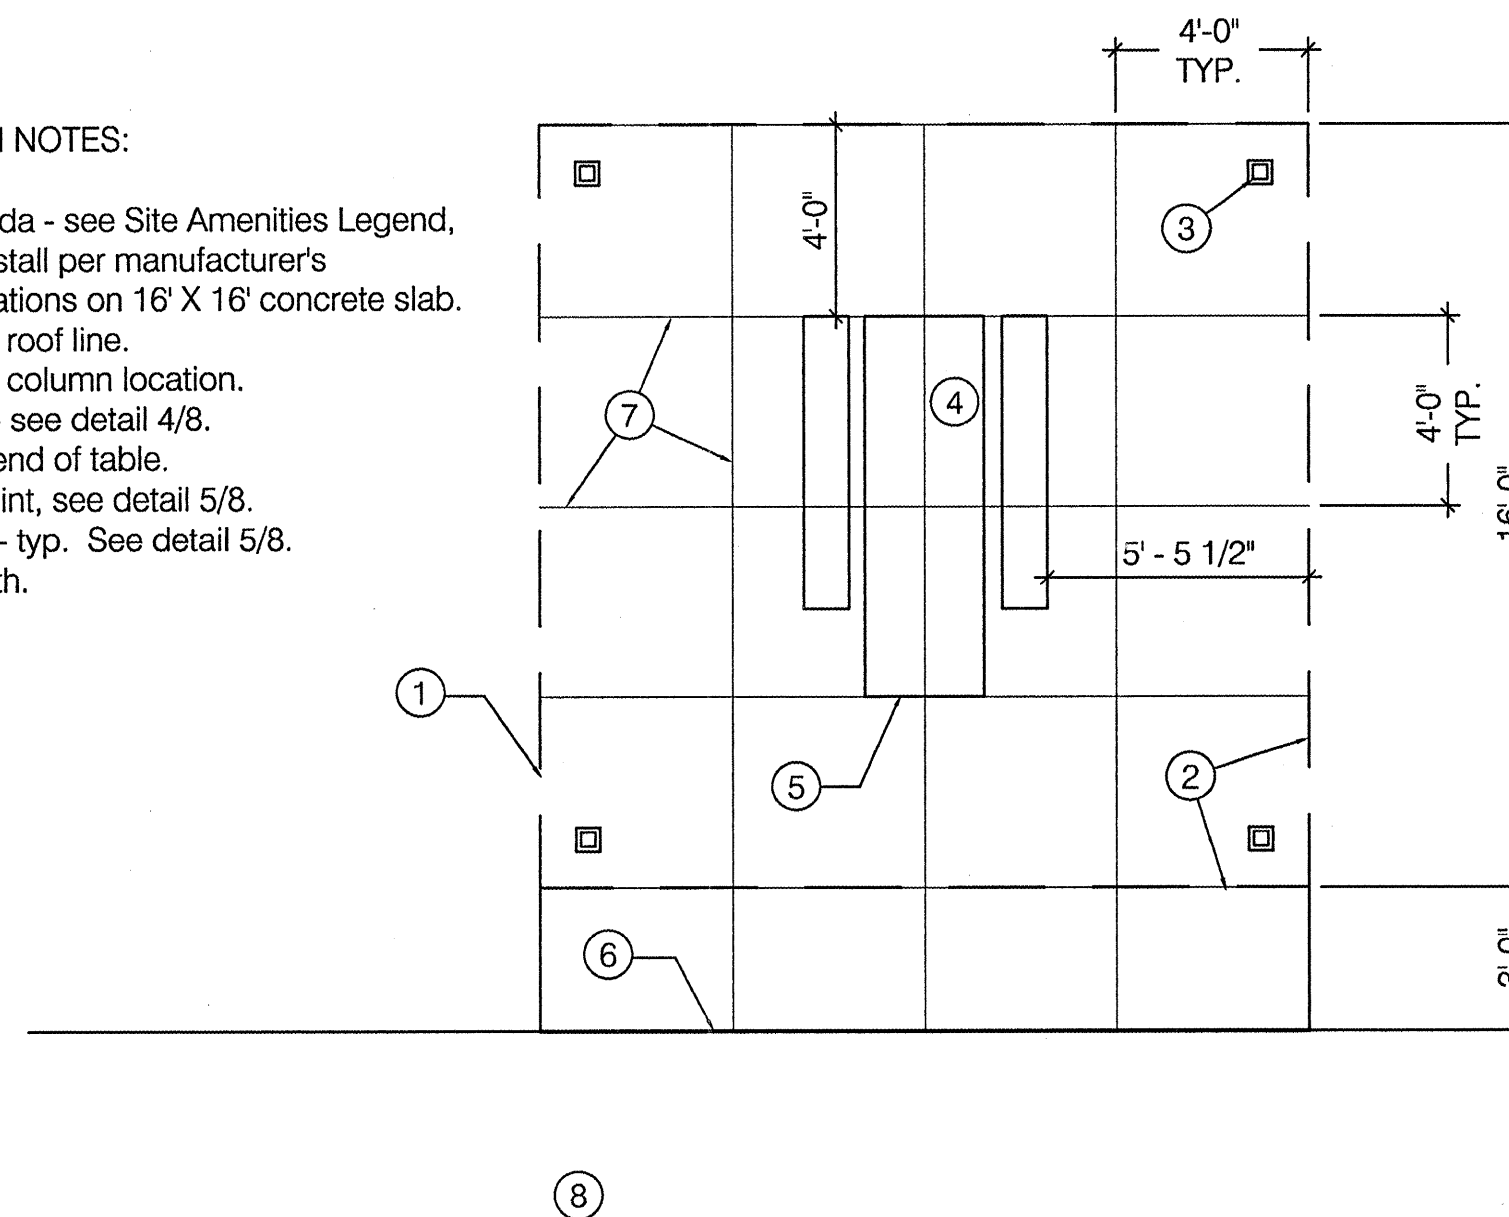 NOTES:
da - see Site Amenities Legend,
stall per manufacturer's
ations on 16' X 16' concrete slab.
roof line.
column location.
- see detail 4/8.
end of table.
int, see detail 5/8.
- typ. See detail 5/8.
th.
4'-0"
TYP.
4'-0"
3
7
4
4'-0"
TYP.
16'-0"
5' - 5 1/2"
1
5
2
6
8